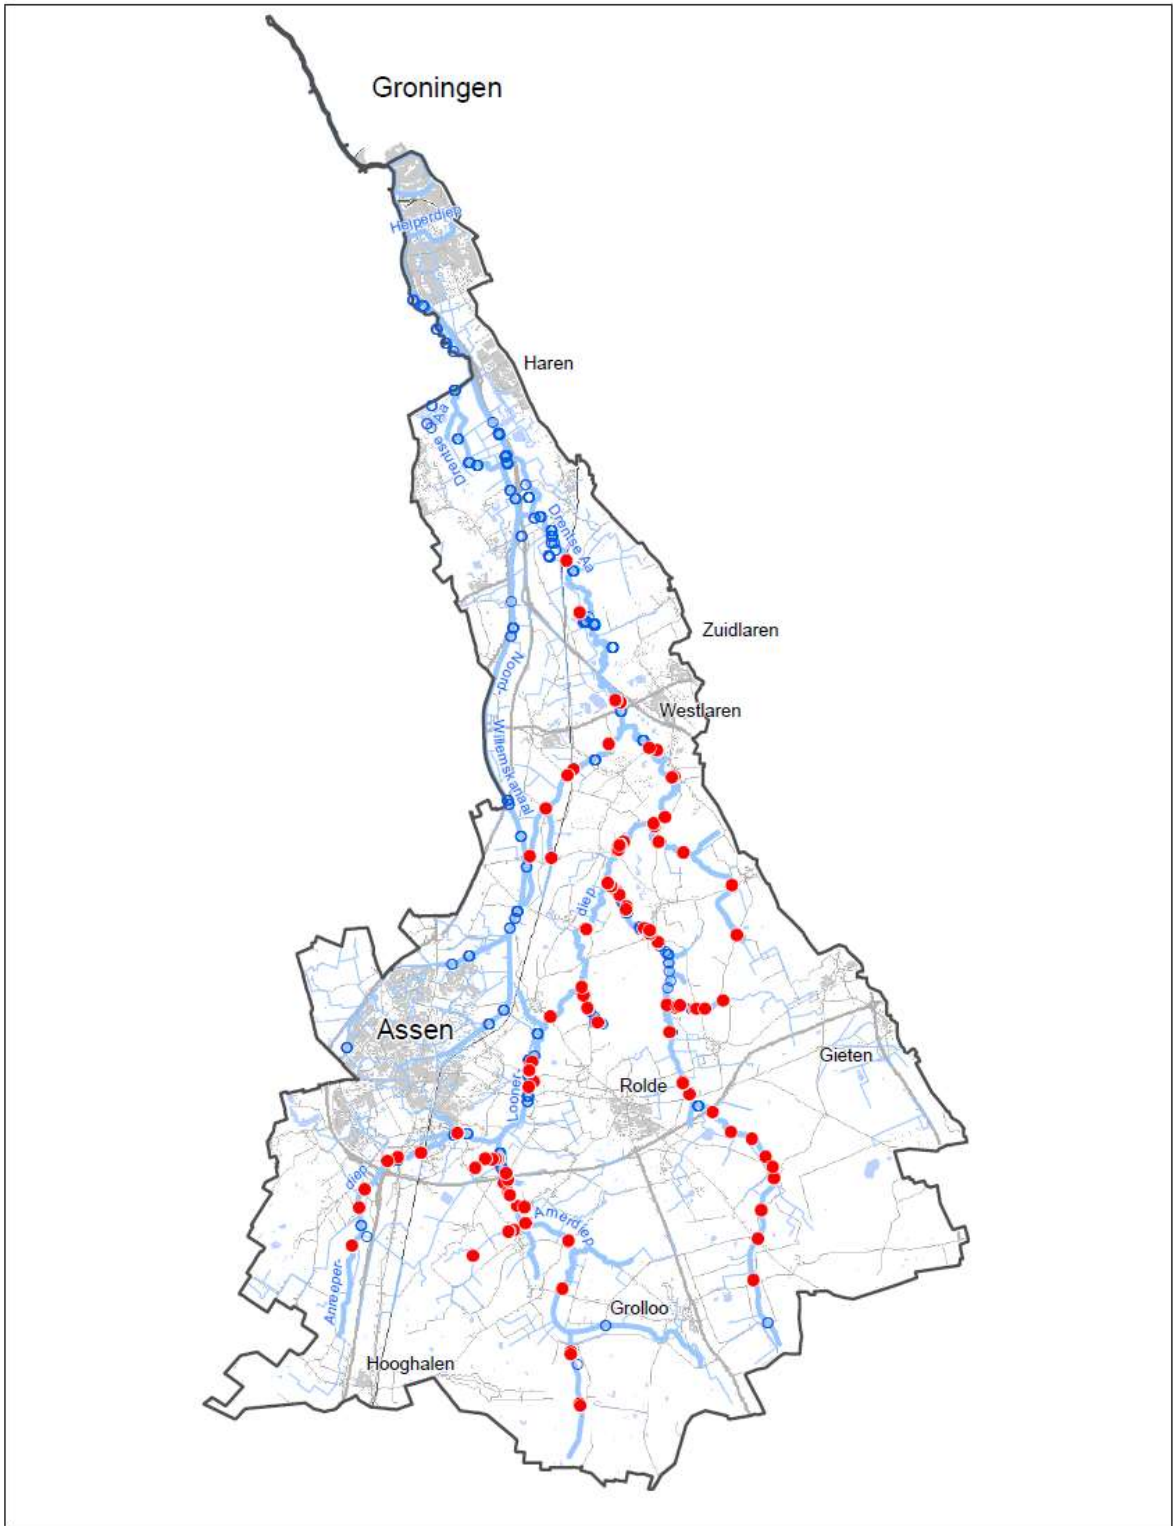 Groningen
Helperdiep
Haren
Drentse Aa
Drentse Aa
Zuidlaren
Noord-
Westlaren
Willemskanaal
diep
Assen
Gieten
Looner-
Rolde
diep
Amerdiep
Anreeper-
Grolloo
Hooghalen